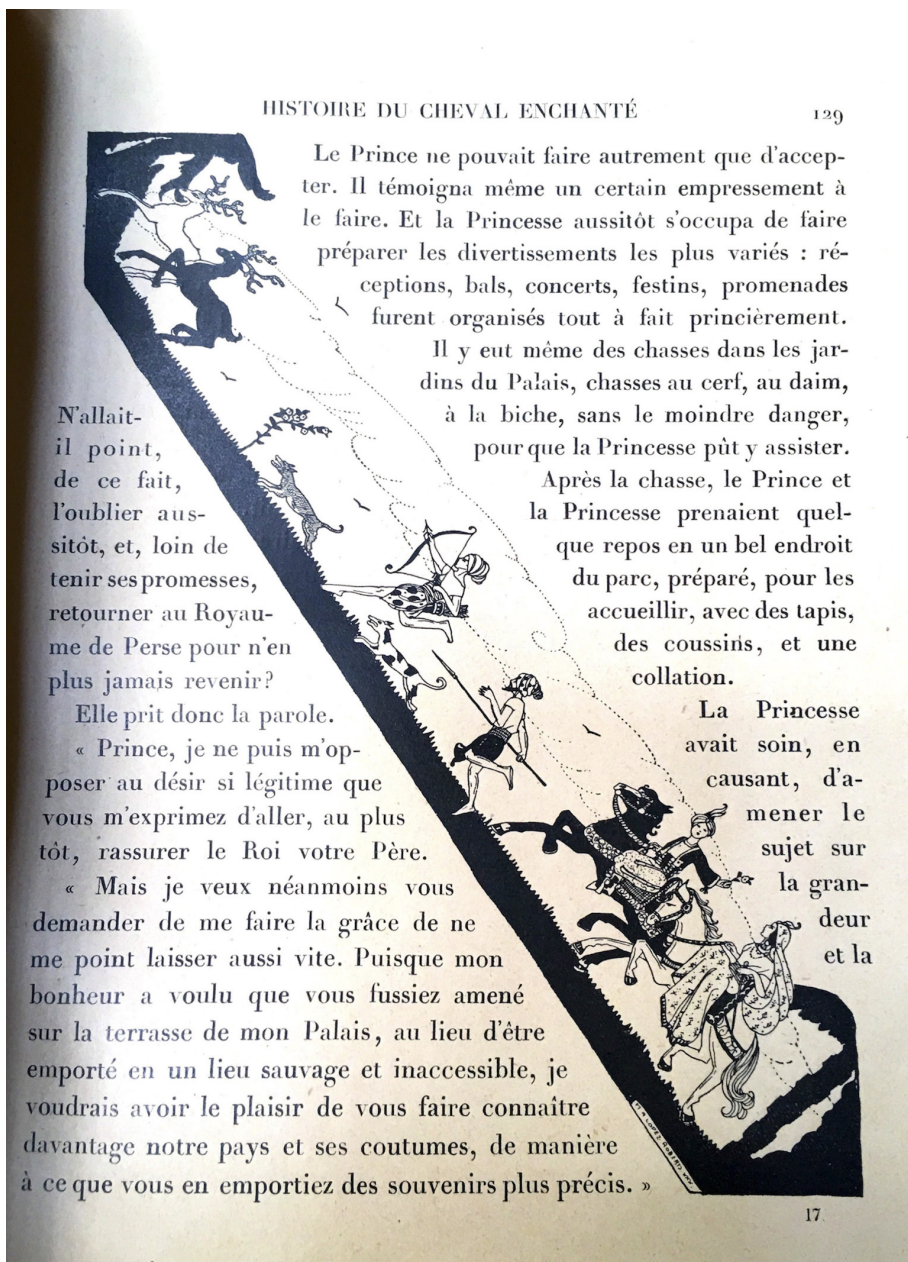 HISTOIRE DU CHEVAL ENCHANTÉ
129
N'allait-
il point,
de ce fait,
l'oublier aus-
sitôt, et, loin de
tenir ses promesses,
retourner au Royau-
me de Perse pour n'en
plus jamais revenir?
Elle prit donc la parole.
« Prince, je ne puis m'op-
poser au désir si légitime que
vous m'exprimez d'aller, au plus
tôt, rassurer le Roi votre Père.
« Mais je veux néanmoins vous
demander de me faire la grâce de ne
me point laisser aussi vite. Puisque mon
bonheur a voulu que vous fussiez amené
sur la terrasse de mon Palais, au lieu d'être
emporté en un lieu sauvage et inaccessible, je
voudrais avoir le plaisir de vous faire connaître
davantage notre pays et ses coutumes, de manière
à ce que vous en emportiez des souvenirs plus précis. »
Le Prince ne pouvait faire autrement que d'accep-
ter. Il témoigna même un certain empressement à
le faire. Et la Princesse aussitôt s'occupa de faire
préparer les divertissements les plus variés : ré-
ceptions, bals, concerts, festins, promenades
furent organisés tout à fait princièrement.
Il y eut même des chasses dans les jar-
dins du Palais, chasses au cerf, au daim,
à la biche, sans le moindre danger,
pour que la Princesse pût y assister.
Après la chasse, le Prince et
la Princesse prenaient quel-
que repos en un bel endroit
du parc, préparé, pour les
accueillir, avec des tapis,
des coussins, et une
collation.
La Princesse
avait soin, en
causant, d'a-
mener le
sujet sur
la gran-
deur
et la
17